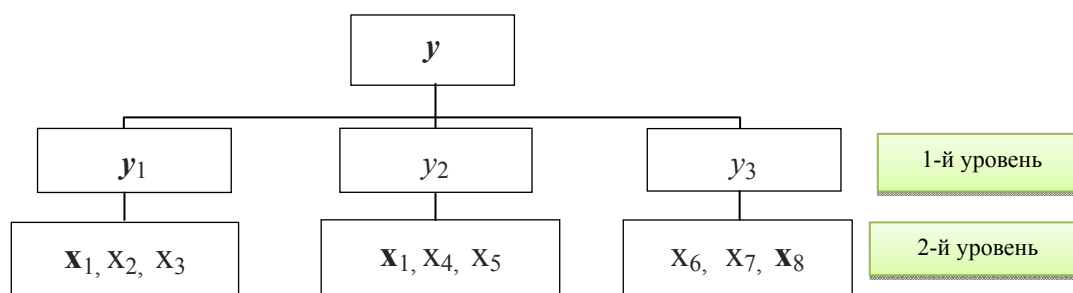 y
y₁ y₂ y₃ 1-й уровень
x₁, x₂, x₃ x₁, x₄, x₅ x₆, x₇, x₈ 2-й уровень